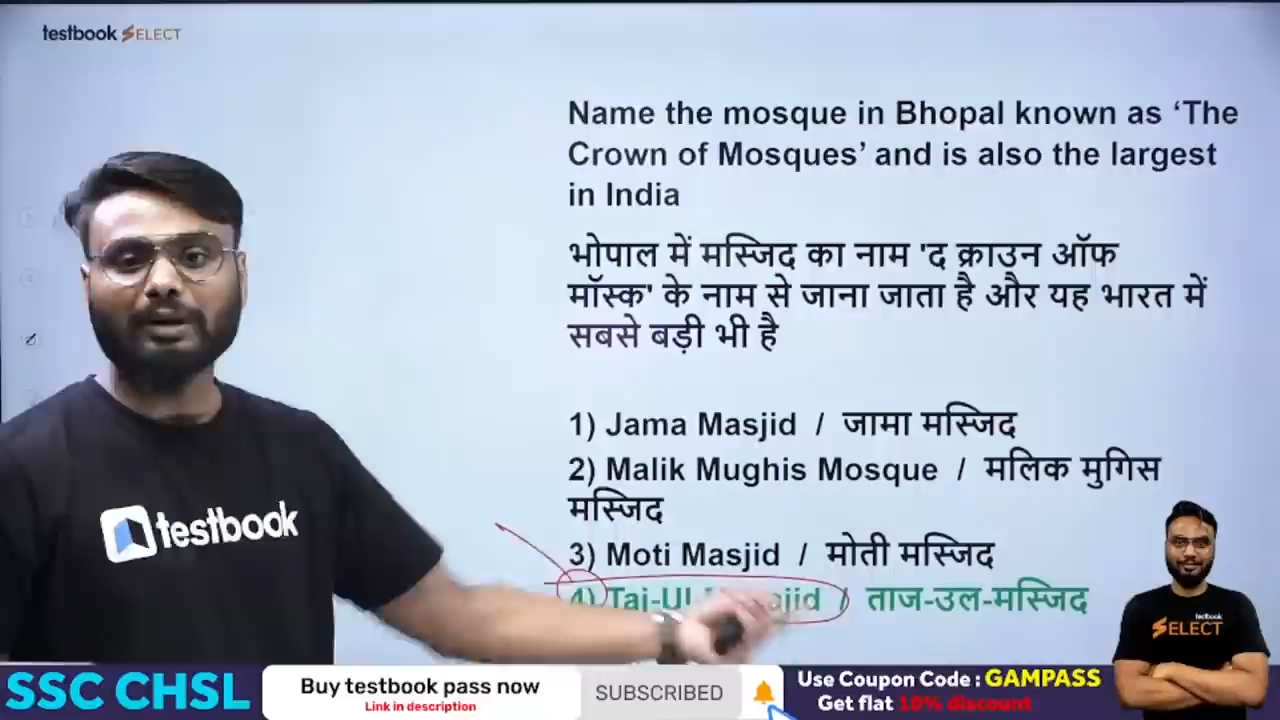 testbook SELECT
Name the mosque in Bhopal known as ‘The
Crown of Mosques’ and is also the largest
in India
भोपाल में मस्जिद का नाम 'द क्राउन ऑफ
मॉस्क' के नाम से जाना जाता है और यह भारत में
सबसे बड़ी भी है
1) Jama Masjid / जामा मस्जिद
2) Malik Mughis Mosque / मलिक मुगिस
मस्जिद
3) Moti Masjid / मोती मस्जिद
4) Taj-Ul- / ताज-उल-मस्जिद
testbook
testbook
SELECT
SSC CHSL
Buy testbook pass now
Link in description
SUBSCRIBED
Use Coupon Code : GAMPASS
Get flat 10% discount